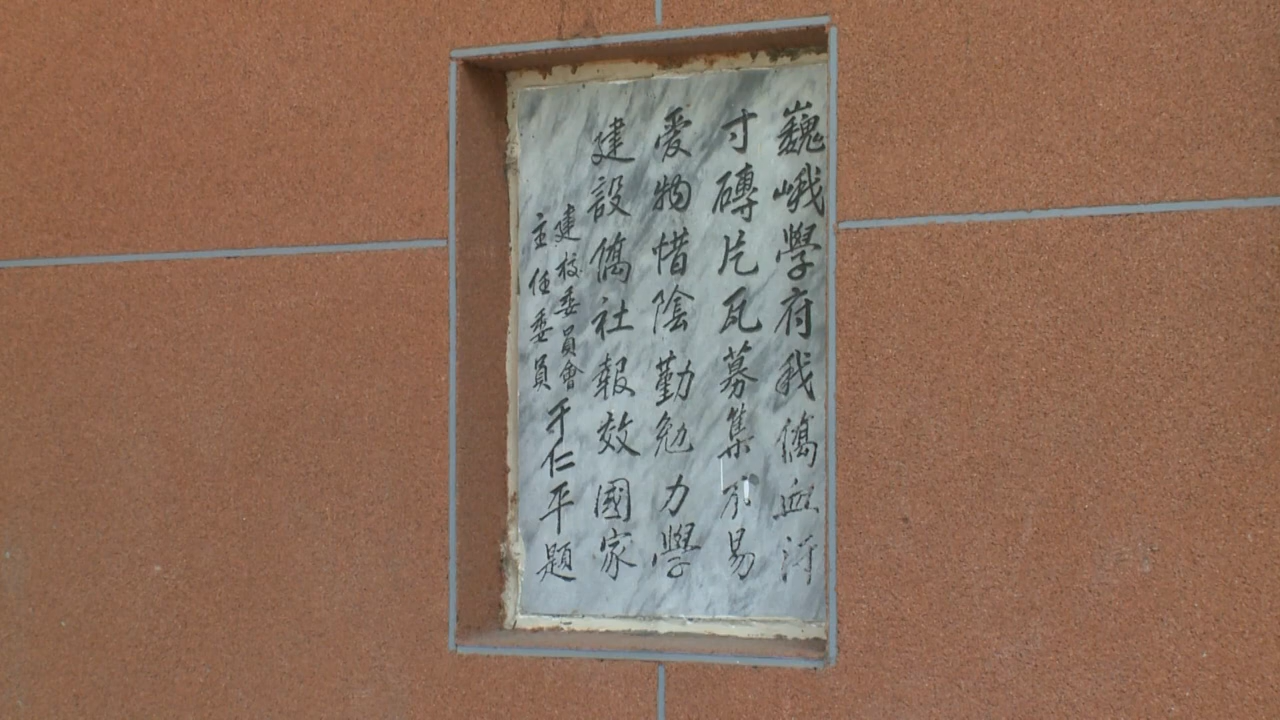 巍峨學府我僑血汗
寸磚片瓦募集不易
愛物惜陰勤勉力學
建設僑社報效國家
建校委員會
主任委員
于仁平題